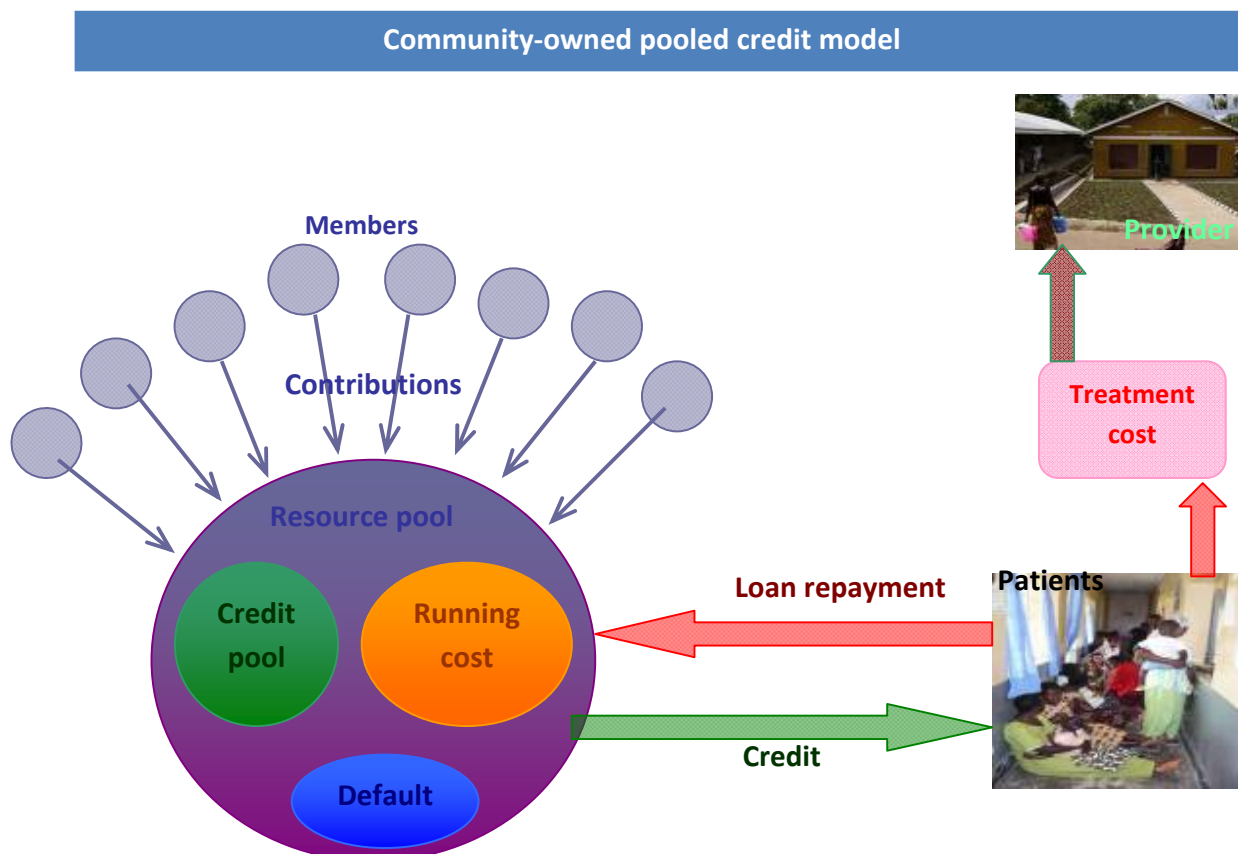 Community-owned pooled credit model
Provider
Members
Contributions
Treatment
cost
Resource pool
Patients
Loan repayment
Credit
pool
Running
cost
Credit
Default